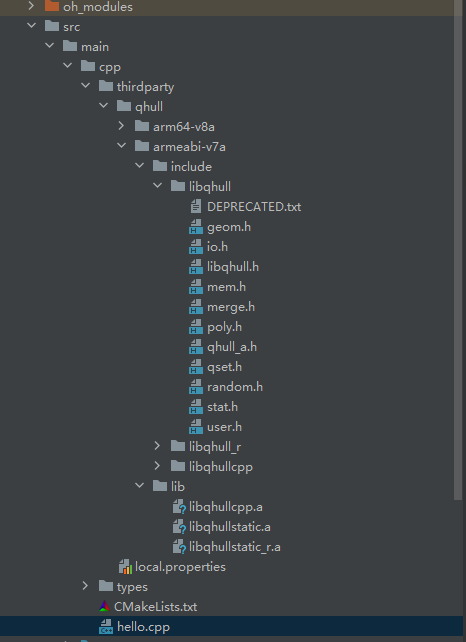 oh_modules
src
main
cpp
thirdparty
qhull
arm64-v8a
armeabi-v7a
include
libqhull
DEPRECATED.txt
geom.h
io.h
libqhull.h
mem.h
merge.h
poly.h
qhull_a.h
qset.h
random.h
stat.h
user.h
libqhull_r
libqhullcpp
lib
libqhullcpp.a
libqhullstatic.a
libqhullstatic_r.a
local.properties
types
CMakeLists.txt
hello.cpp